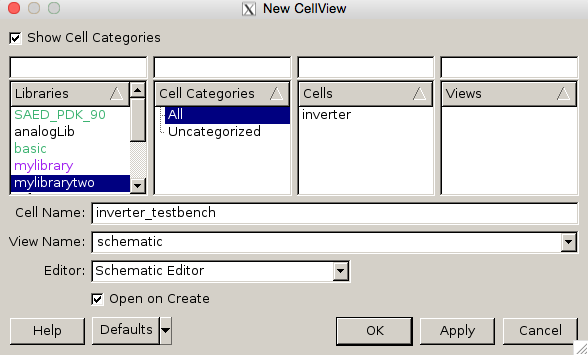 New CellView
Show Cell Categories
Libraries
SAED_PDK_90
analogLib
basic
mylibrary
mylibrarytwo
Cell Categories
All
Uncategorized
Cells
inverter
Views
Cell Name: inverter_testbench
View Name: schematic
Editor: Schematic Editor
Open on Create
Help Defaults OK Apply Cancel